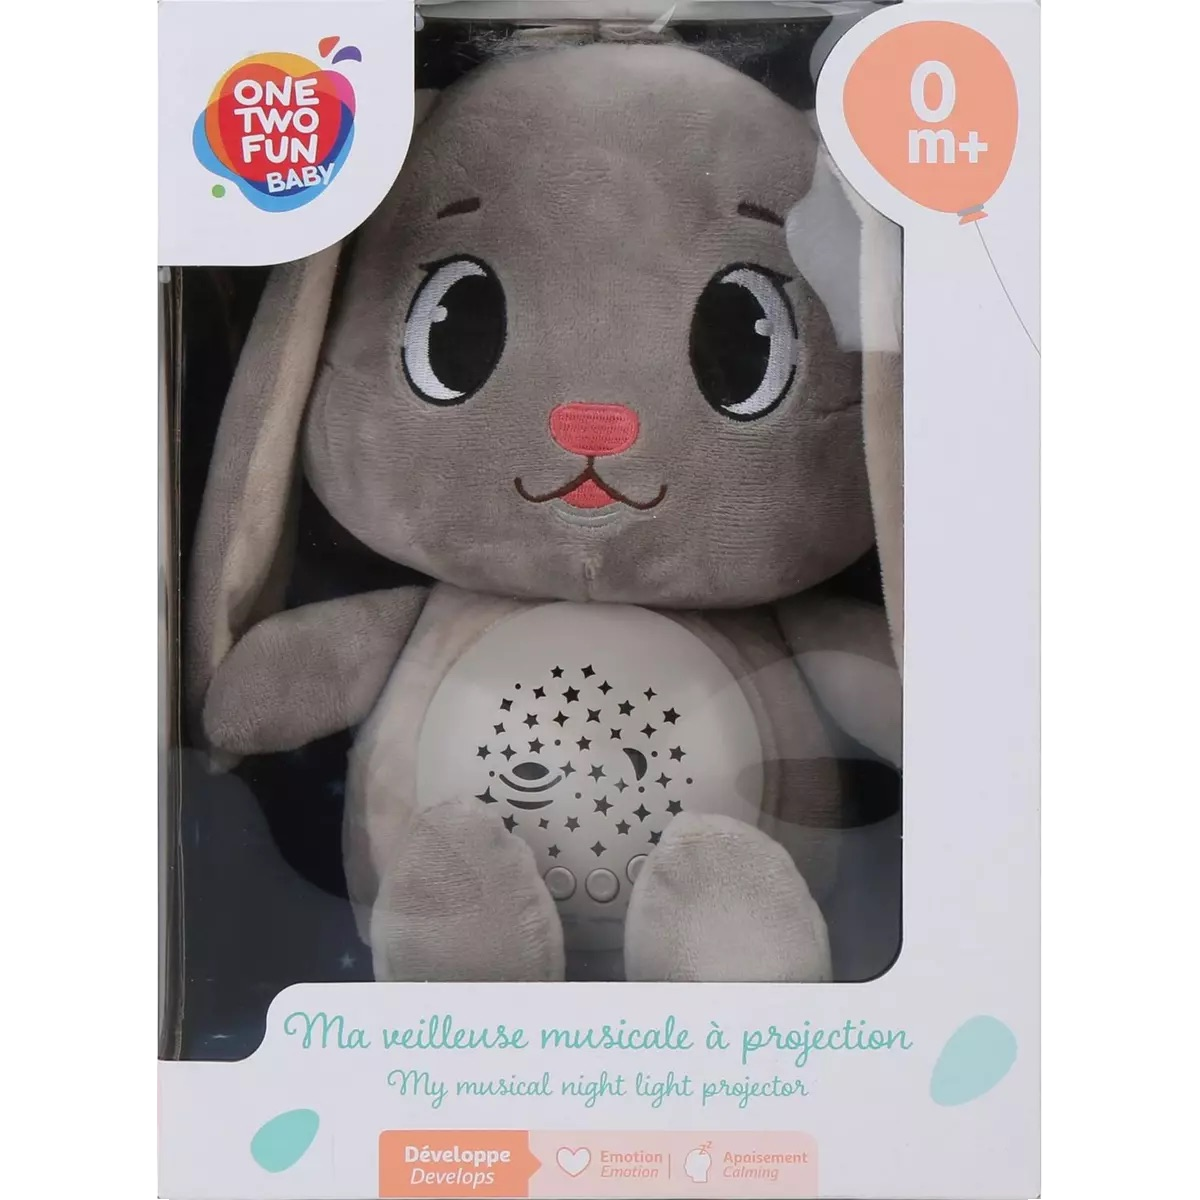 ONE
TWO
FUN
BABY
0
m+
Ma veilleuse musicale à projection
My musical night light projector
Développe
Develops
Emotion
Emotion
Apaisement
Calming